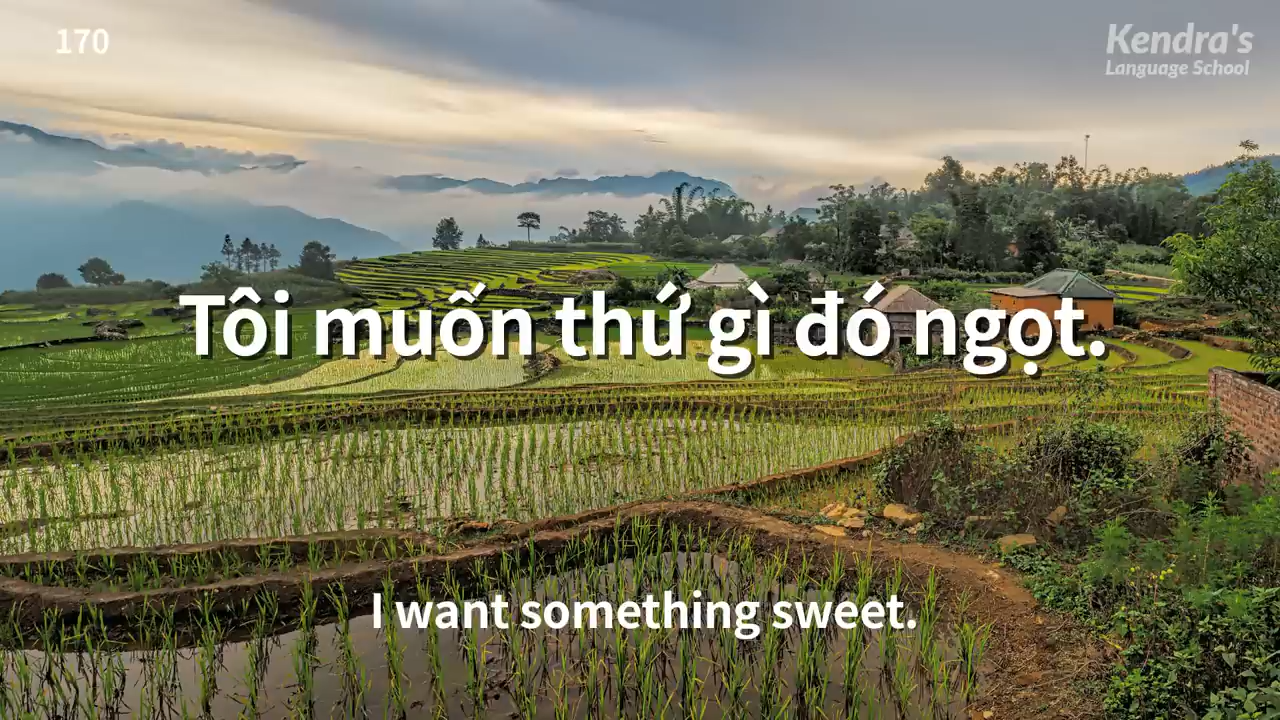 170
Kendra's
Language School
Tôi muốn thứ gì đó ngọt.
I want something sweet.